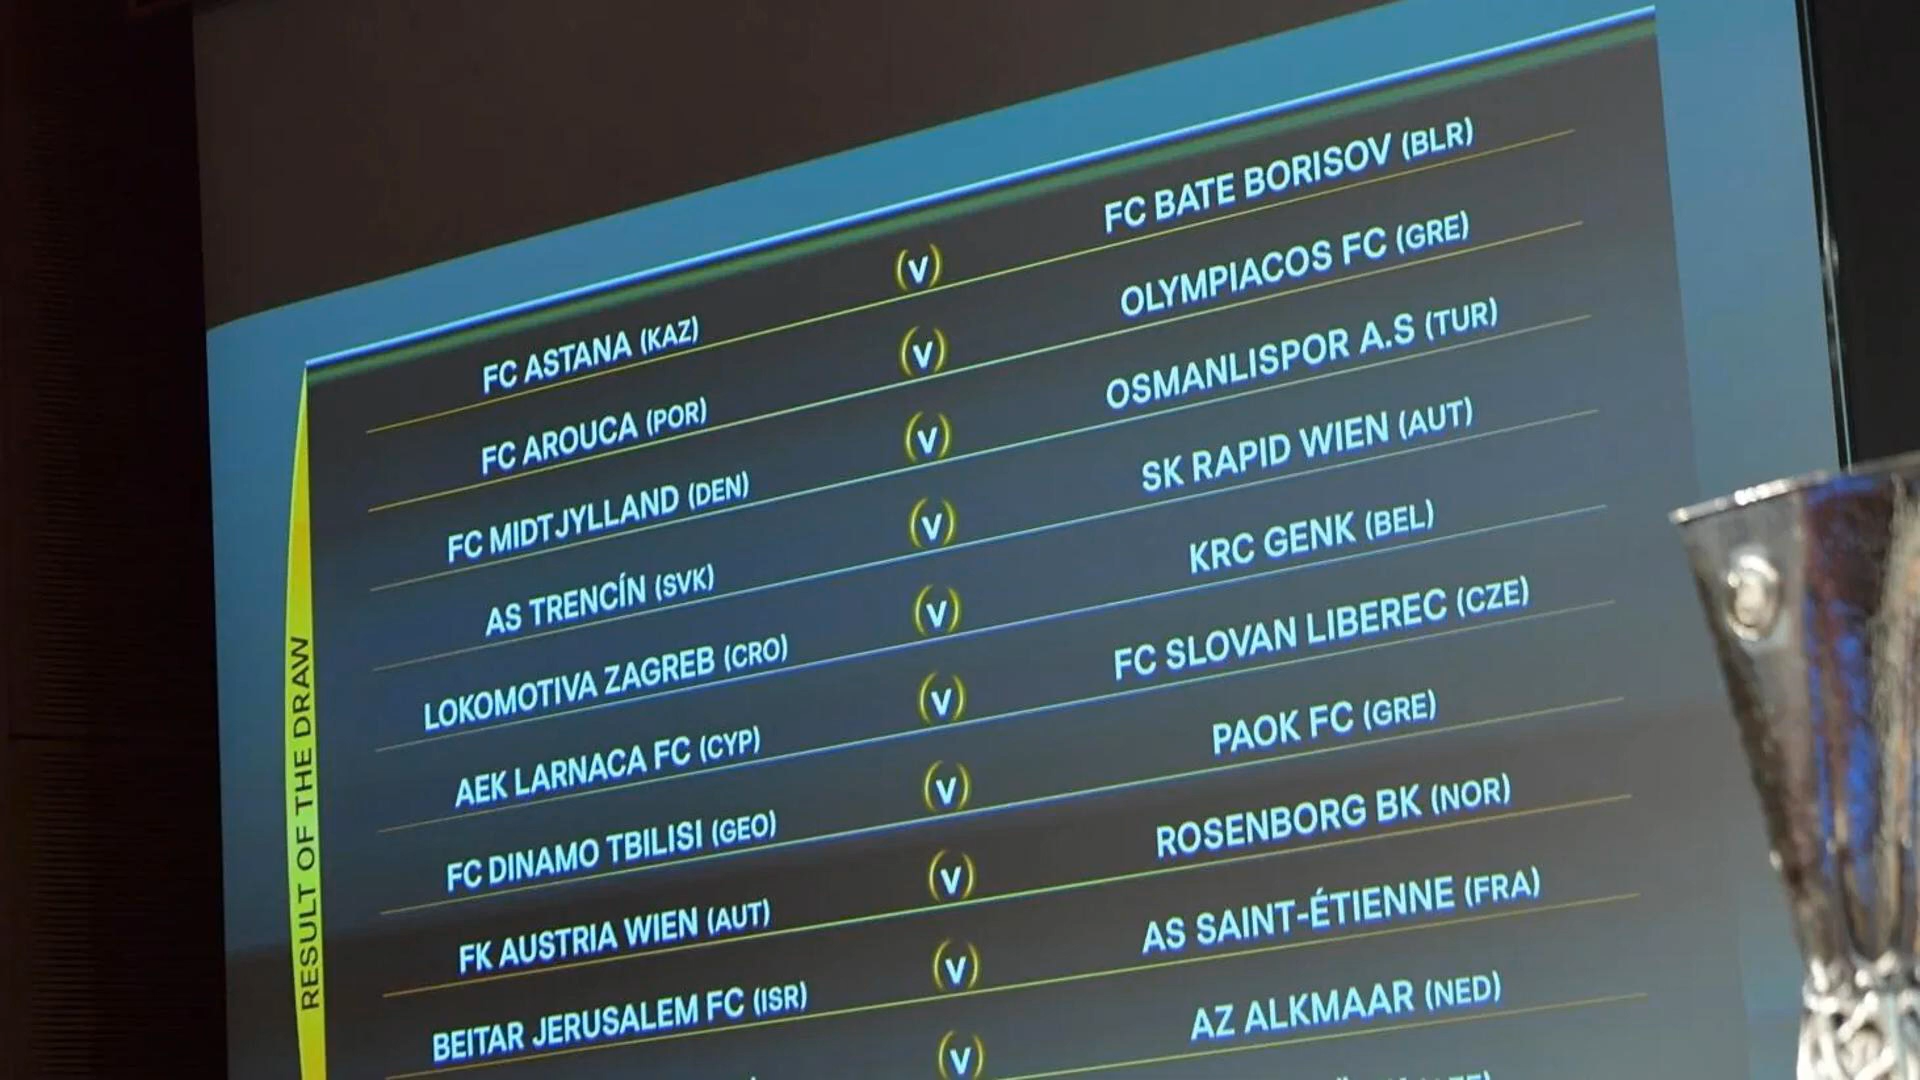 FC ASTANA (KAZ) (v) FC BATE BORISOV (BLR)
FC AROUCA (POR) (v) OLYMPIACOS FC (GRE)
FC MIDTJYLLAND (DEN) (v) OSMANLISPOR A.S (TUR)
AS TRENCÍN (SVK) (v) SK RAPID WIEN (AUT)
LOKOMOTIVA ZAGREB (CRO) (v) KRC GENK (BEL)
AEK LARNACA FC (CYP) (v) FC SLOVAN LIBEREC (CZE)
FC DINAMO TBILISI (GEO) (v) PAOK FC (GRE)
FK AUSTRIA WIEN (AUT) (v) ROSENBORG BK (NOR)
BEITAR JERUSALEM FC (ISR) (v) AS SAINT-ÉTIENNE (FRA)
(v) AZ ALKMAAR (NED)
RESULT OF THE DRAW